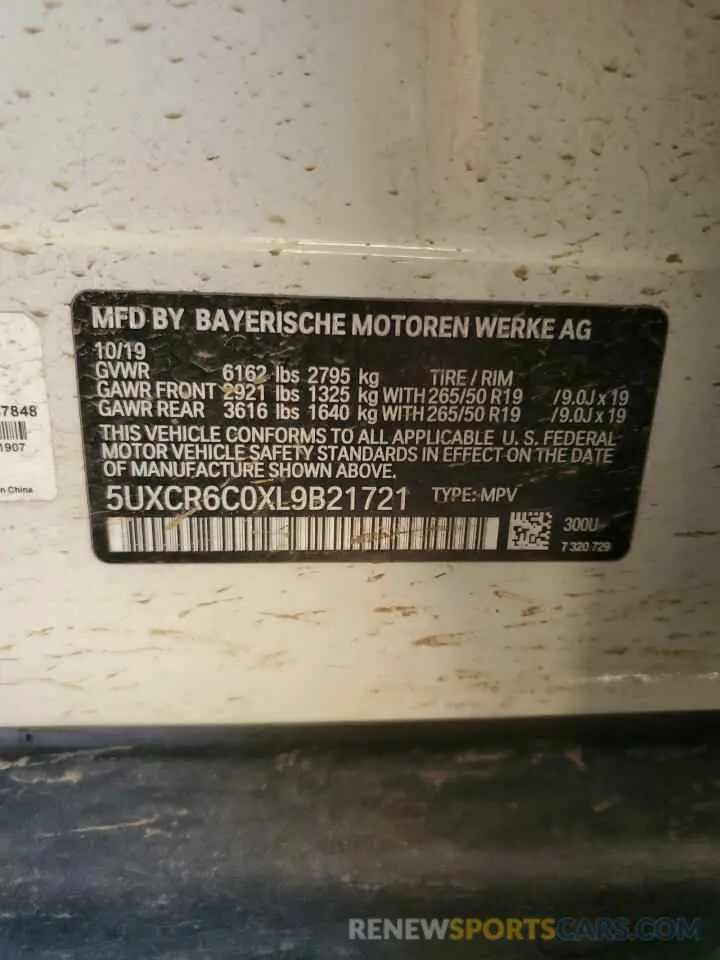 MFD BY BAYERISCHE MOTOREN WERKE AG
10/19
GVWR 6162 lbs 2795 kg TIRE / RIM
GAWR FRONT 2921 lbs 1325 kg WITH 265/50 R19 /9.0J x 19
GAWR REAR 3616 lbs 1640 kg WITH 265/50 R19 /9.0J x 19
THIS VEHICLE CONFORMS TO ALL APPLICABLE U. S. FEDERAL
MOTOR VEHICLE SAFETY STANDARDS IN EFFECT ON THE DATE
OF MANUFACTURE SHOWN ABOVE.
5UXCR6C0XL9B21721 TYPE: MPV
300U
7 320 729
7848
1907
n China
RENEWSPORTSCARS.COM